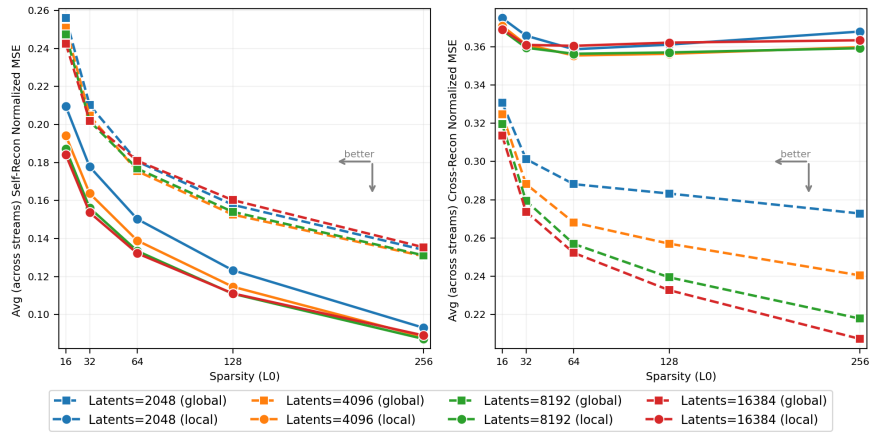 Avg (across streams) Self-Recon Normalized MSE
0.26
0.24
0.22
0.20
0.18
0.16
0.14
0.12
0.10
better
16 32 64 128 256
Sparsity (L0)
Avg (across streams) Cross-Recon Normalized MSE
0.36
0.34
0.32
0.30
0.28
0.26
0.24
0.22
better
16 32 64 128 256
Sparsity (L0)
Latents=2048 (global) Latents=4096 (global) Latents=8192 (global) Latents=16384 (global)
Latents=2048 (local) Latents=4096 (local) Latents=8192 (local) Latents=16384 (local)